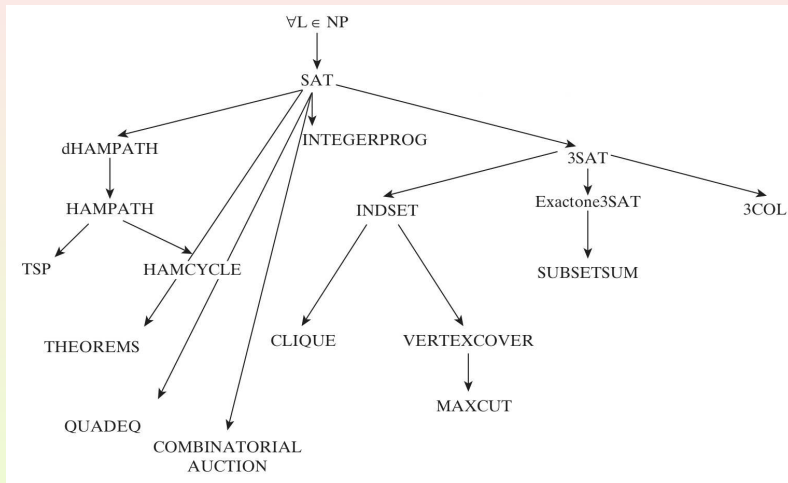 ∀L ∈ NP
SAT
dHAMPATH
INTEGERPROG
3SAT
HAMPATH
INDSET
Exactone3SAT
3COL
TSP
HAMCYCLE
SUBSETSUM
THEOREMS
CLIQUE
VERTEXCOVER
QUADEQ
MAXCUT
COMBINATORIAL
AUCTION